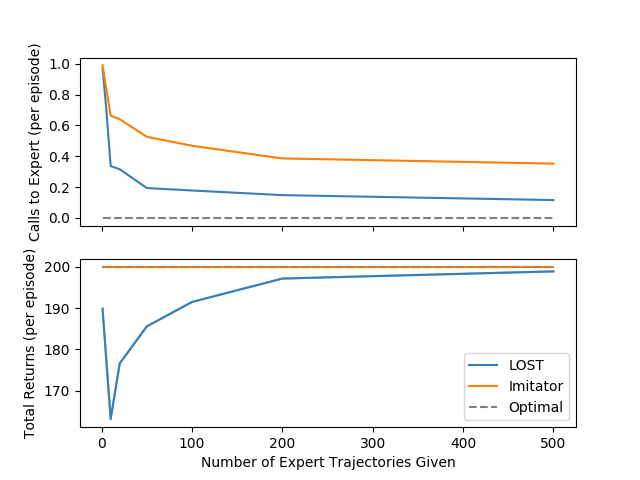 Calls to Expert (per episode)
1.0
0.8
0.6
0.4
0.2
0.0
Total Returns (per episode)
200
190
180
170
LOST
Imitator
Optimal
0 100 200 300 400 500
Number of Expert Trajectories Given